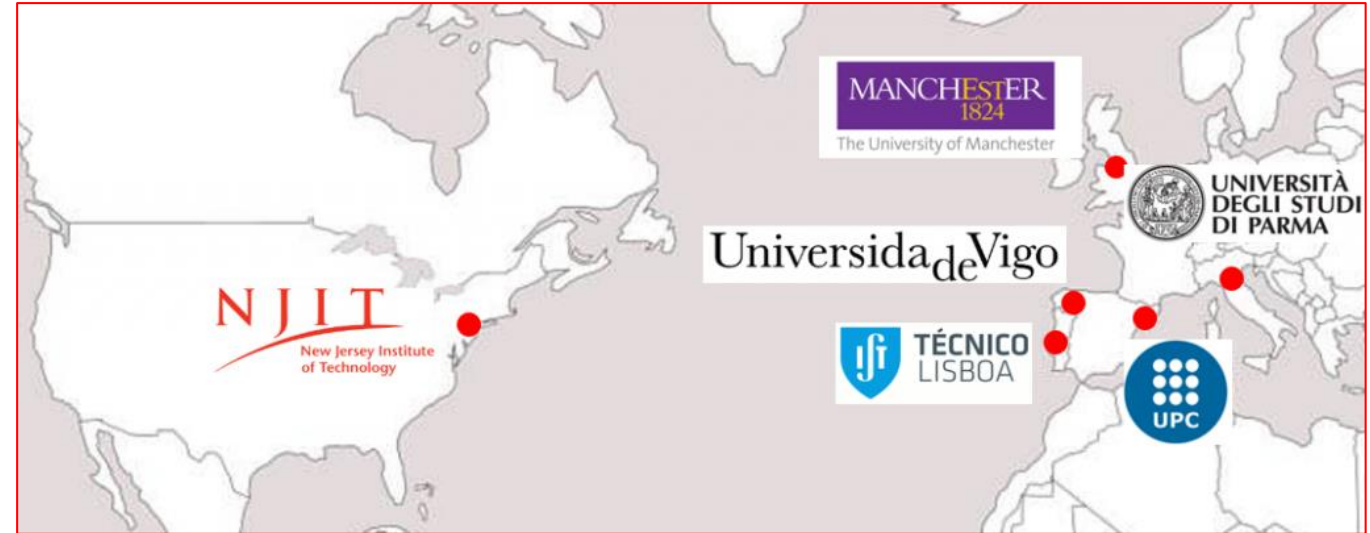 MANCHESTER
1824
The University of Manchester
UNIVERSITÀ
DEGLI STUDI
DI PARMA
UniversidadeVigo
NJIT
New Jersey Institute
of Technology
TÉCNICO
LISBOA
UPC